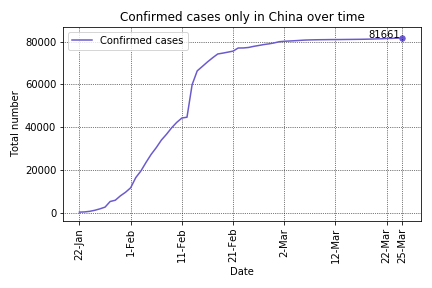 Confirmed cases only in China over time
81661
Confirmed cases
80000
60000
40000
20000
0
Total number
22-Jan
1-Feb
11-Feb
21-Feb
2-Mar
12-Mar
22-Mar
25-Mar
Date